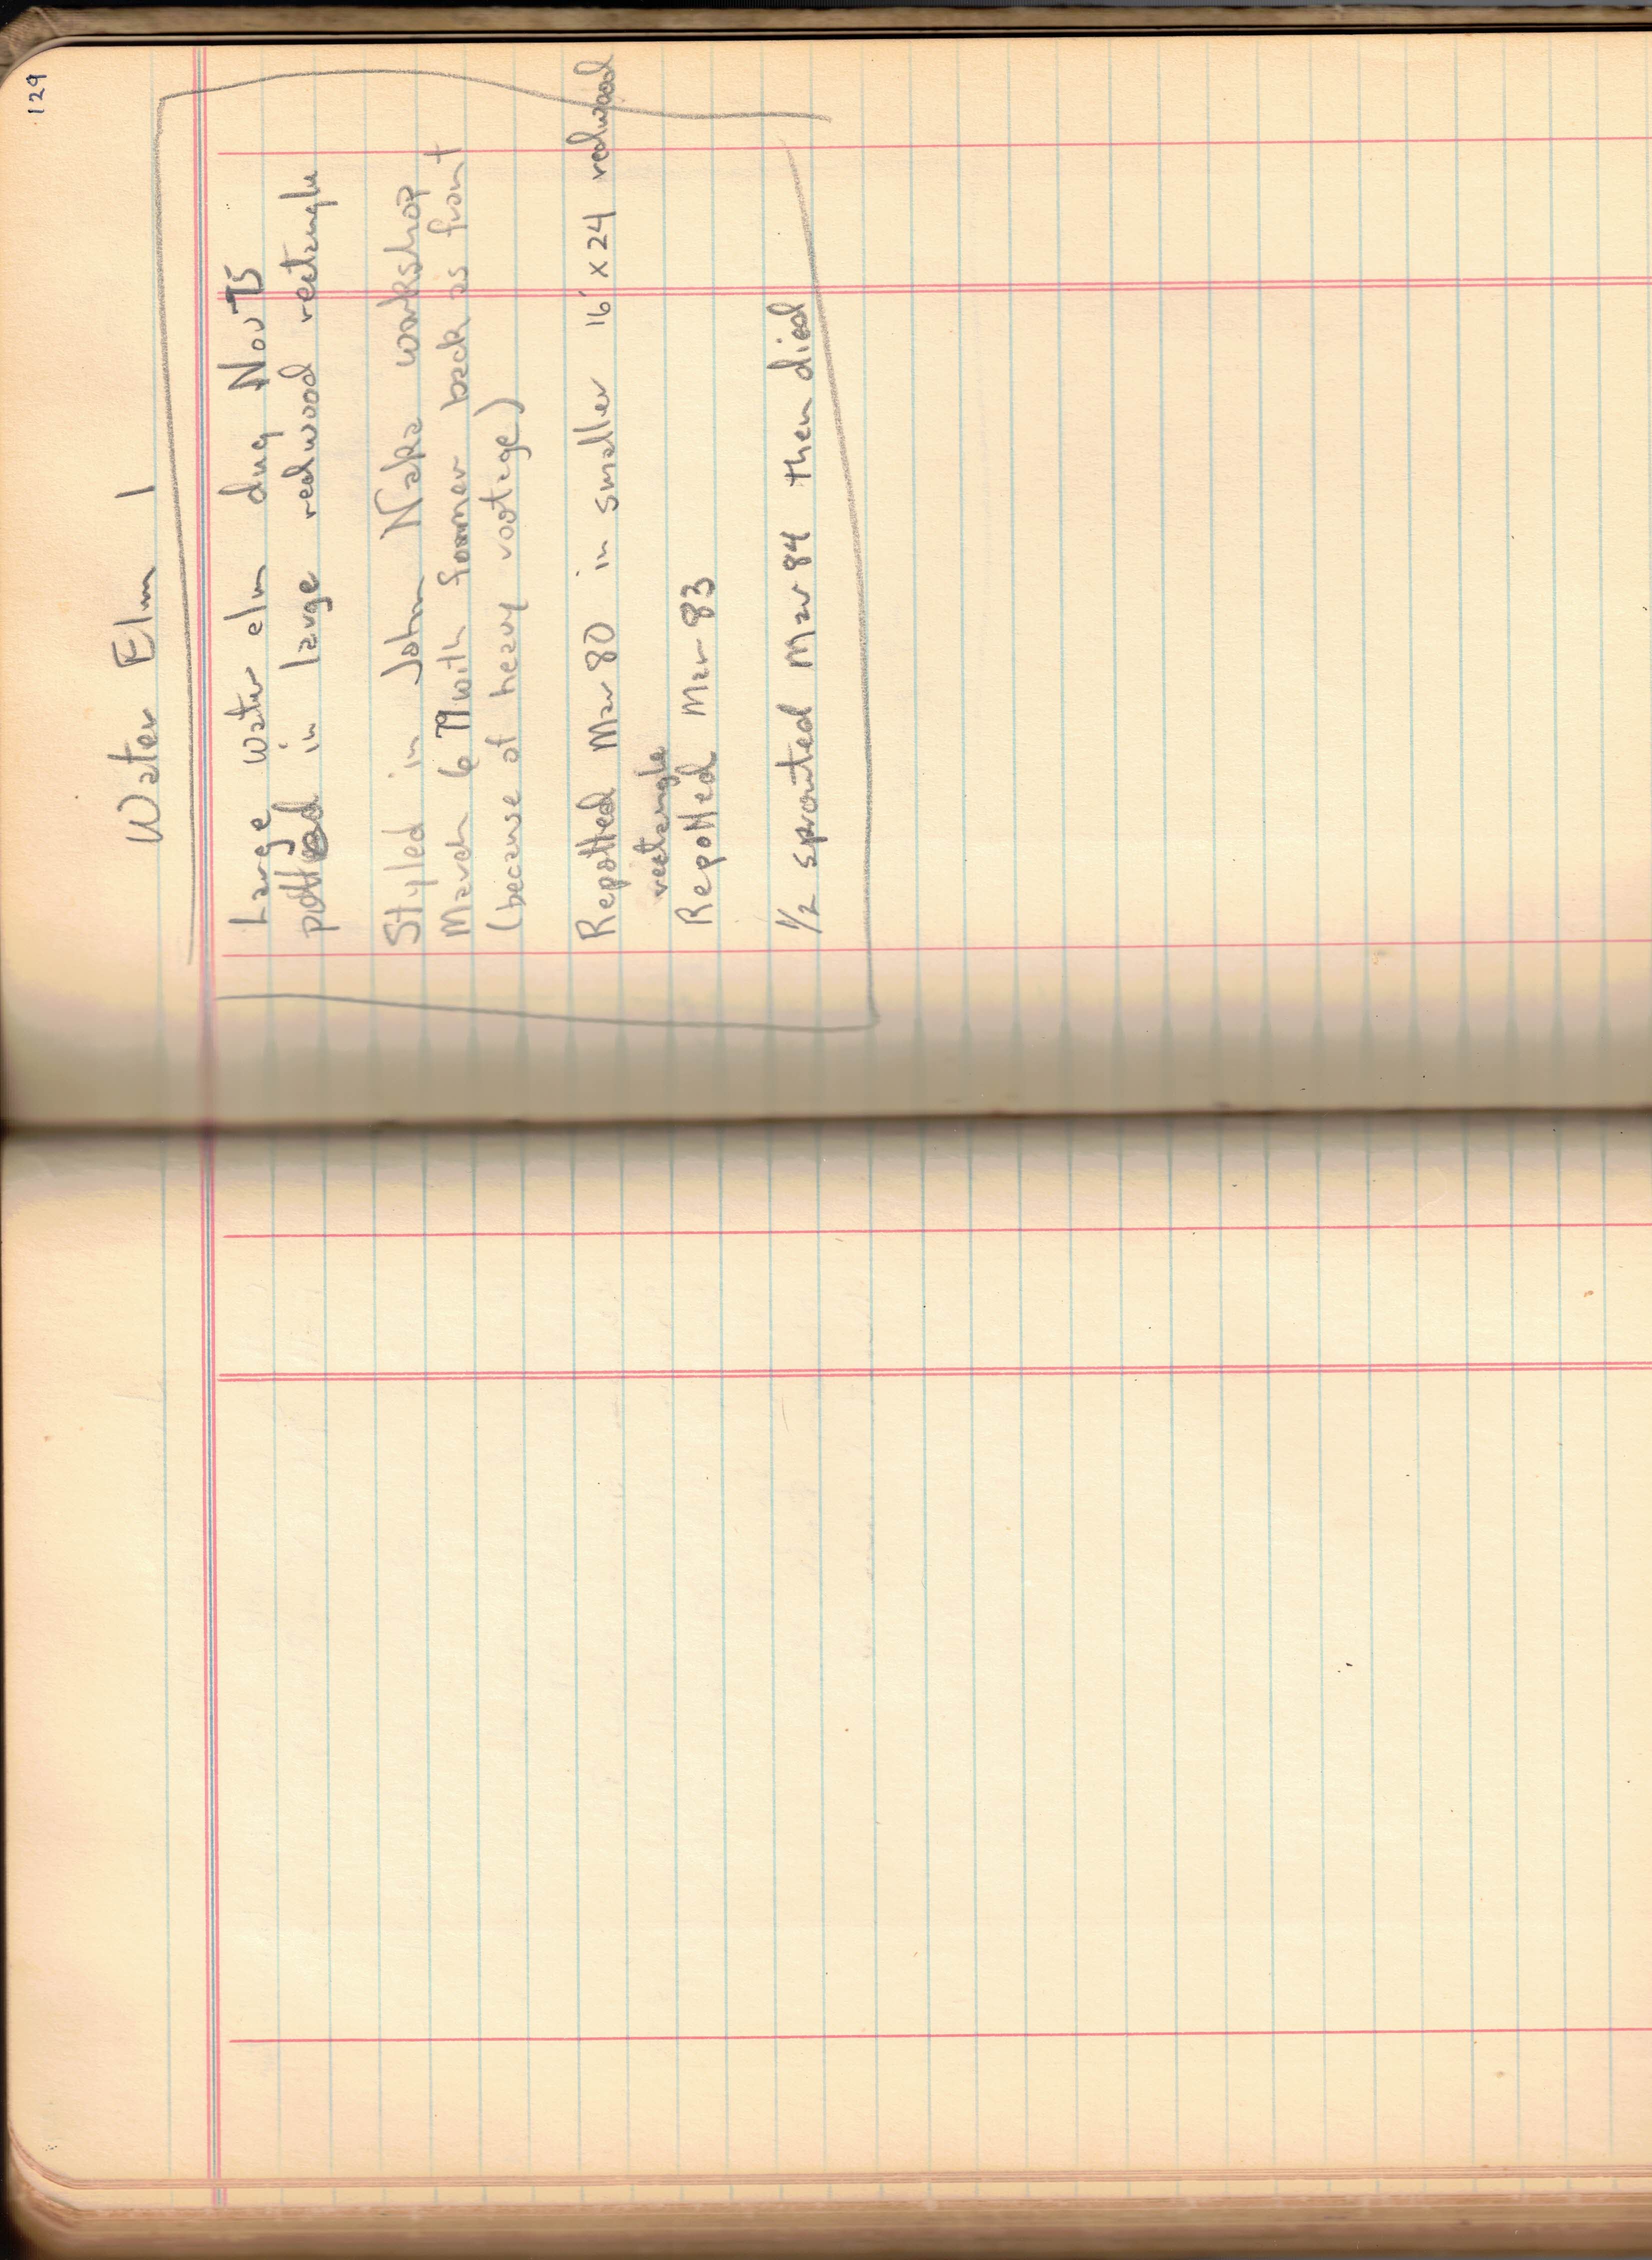 129
Water Elm 1
Large water elm dug Nov 75
potted in large redwood rectangle
Styled in John Naka workshop
March 6 79 with former back as front
(because of heavy rootage)
Repotted Mar 80 in smaller 16 x 24 redwood
rectangle
Repotted Mar 83
1/2 sprouted Mar 84 then died